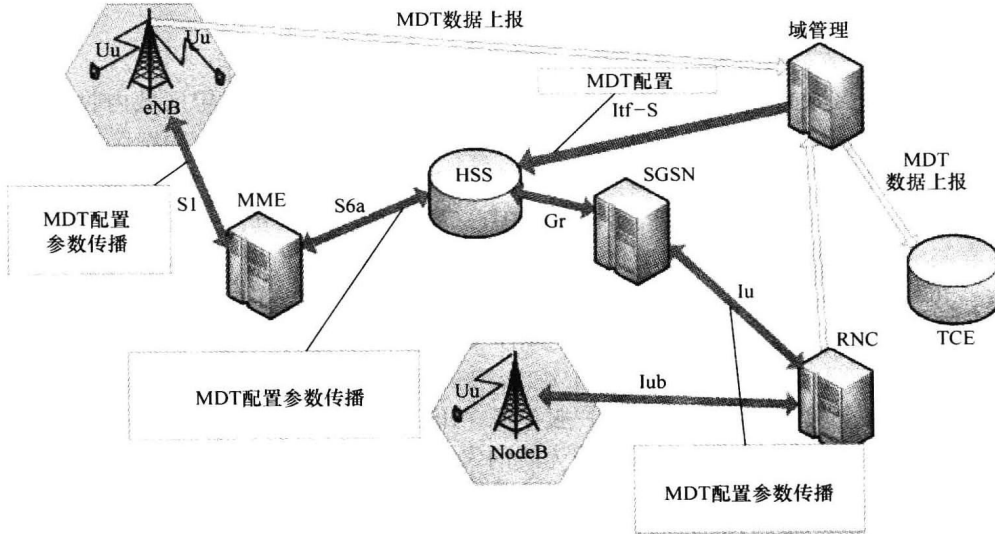 MDT数据上报
域管理
Uu
Uu
MDT配置
Itf-S
eNB
HSS
SGSN
MDT
数据上报
MDT配置
参数传播
S1
MME
S6a
Gr
Iu
TCE
RNC
MDT配置参数传播
Uu
Iub
NodeB
MDT配置参数传播